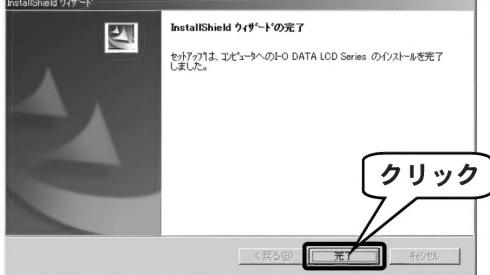 InstallShield ウィザード
InstallShield ウィザードの完了
セットアップは、コンピュータへのI-O DATA LCD Series のインストールを完了
しました。
クリック
< 戻る(B)
完了
キャンセル